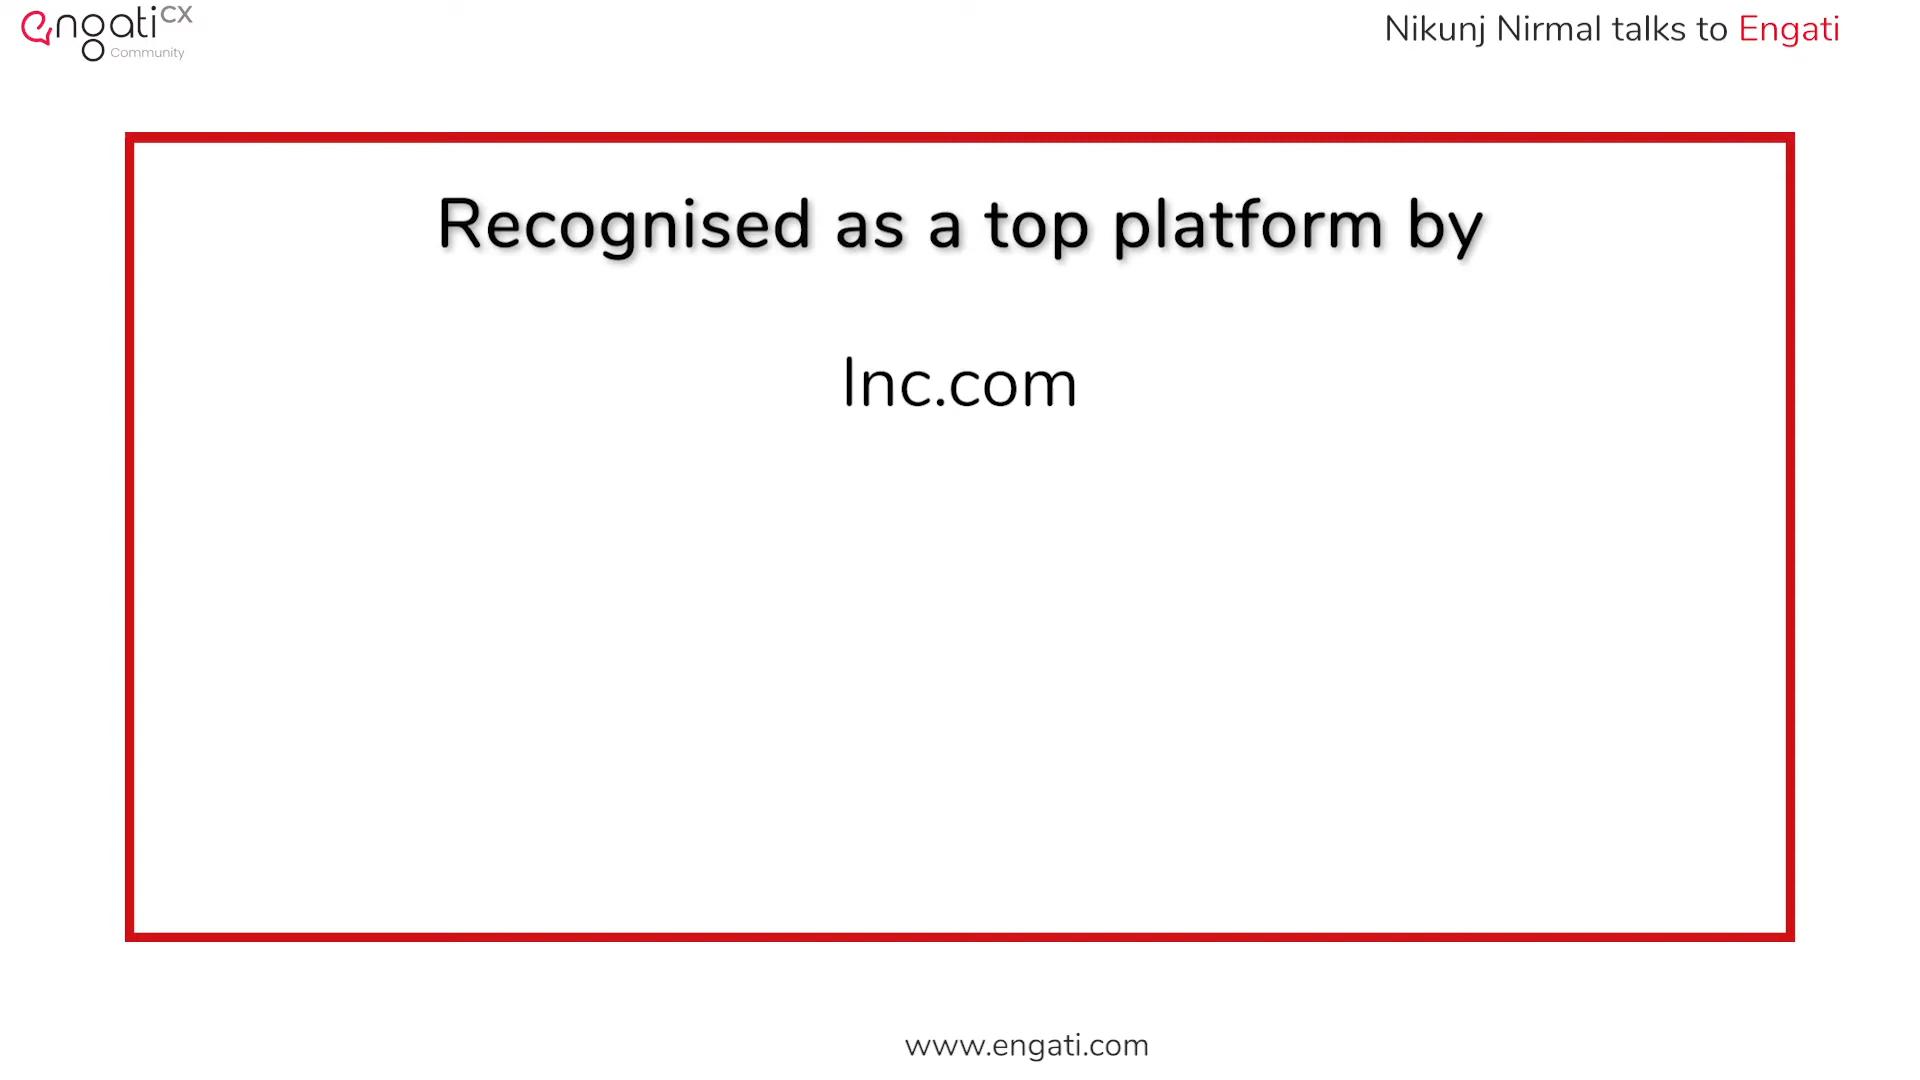 engati CX
Community
Nikunj Nirmal talks to Engati
Recognised as a top platform by
Inc.com
www.engati.com